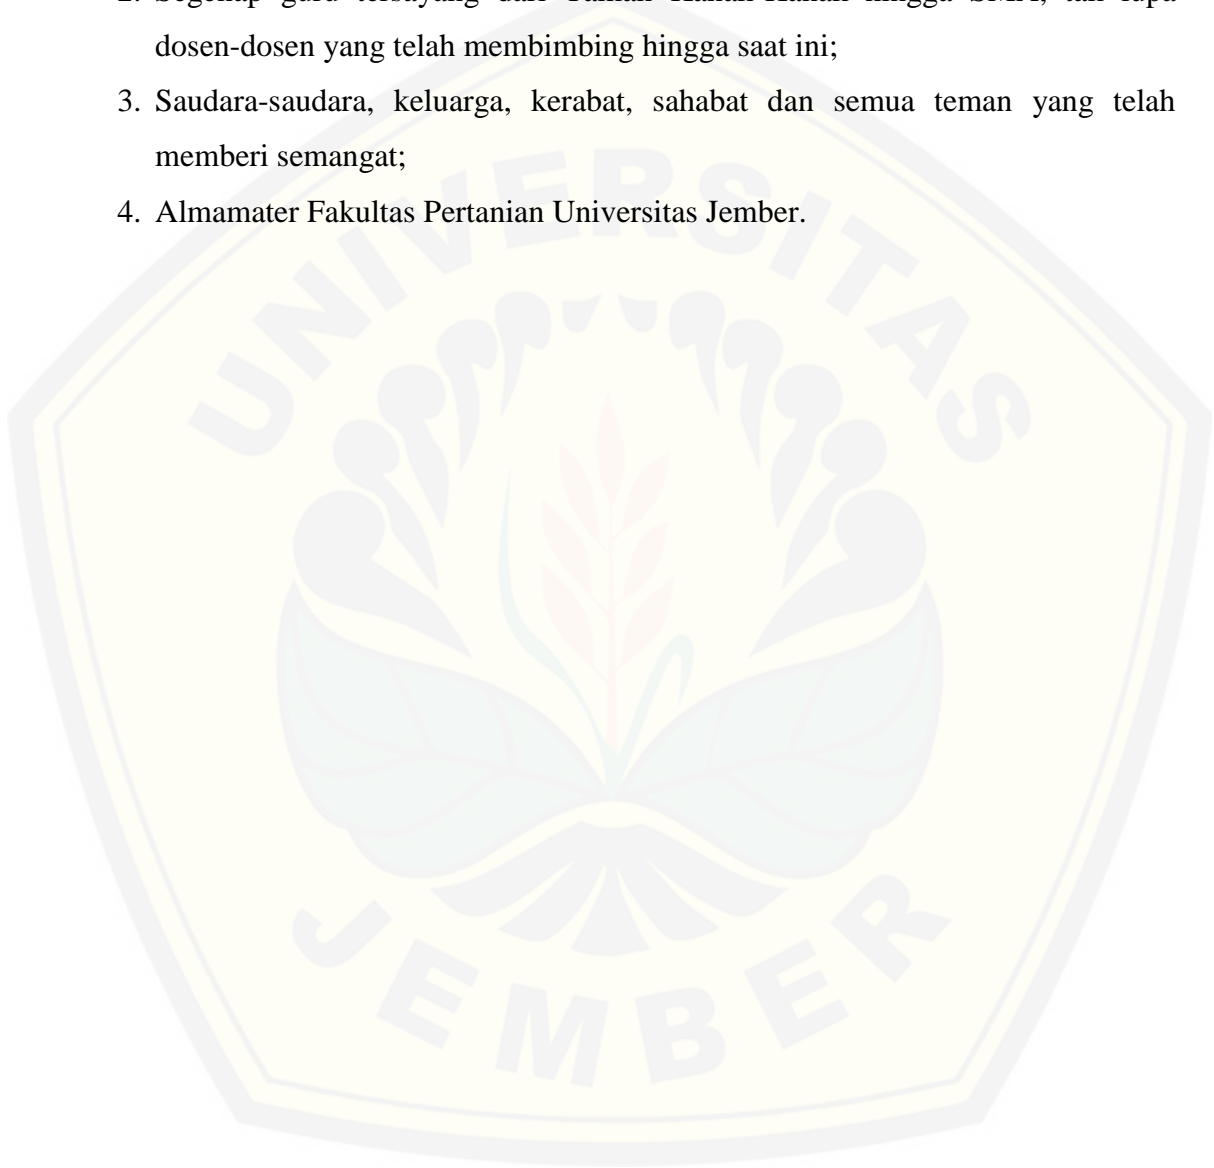 dosen-dosen yang telah membimbing hingga saat ini;
3. Saudara-saudara, keluarga, kerabat, sahabat dan semua teman yang telah
memberi semangat;
4. Almamater Fakultas Pertanian Universitas Jember.
UNIVERSITAS
JEMBER